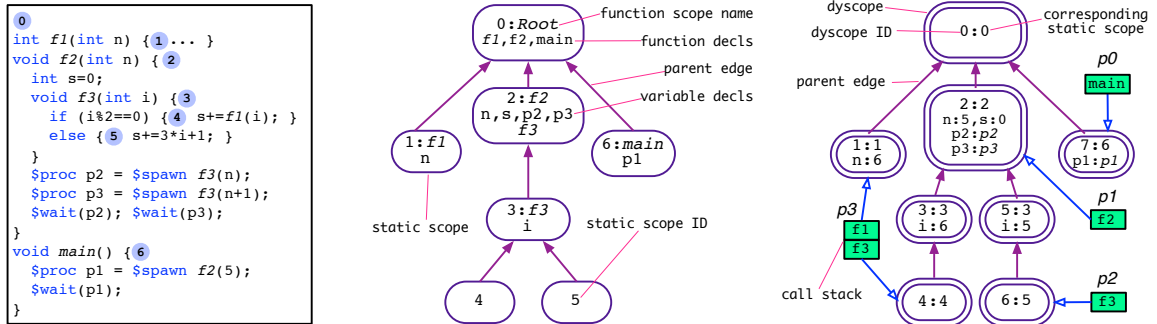 0
int f1(int n) {1... }
void f2(int n) { 2
int s=0;
void f3(int i) { 3
if (i%2==0) { 4 s+=f1(i); }
else { 5 s+=3*i+1; }
}
$proc p2 = $spawn f3(n);
$proc p3 = $spawn f3(n+1);
$wait(p2); $wait(p3);
}
void main() { 6
$proc p1 = $spawn f2(5);
$wait(p1);
}
0:Root
f1,f2,main
function scope name
function decls
parent edge
variable decls
2:f2
n,s,p2,p3
f3
1:f1
n
6:main
p1
static scope
3:f3
i
static scope ID
4
5
dyscope
dyscope ID
0:0
corresponding
static scope
parent edge
p0
main
2:2
n:5,s:0
p2:p2
p3:p3
1:1
n:6
7:6
p1:p1
p3
f1
f3
3:3
i:6
5:3
i:5
p1
f2
call stack
4:4
6:5
p2
f3